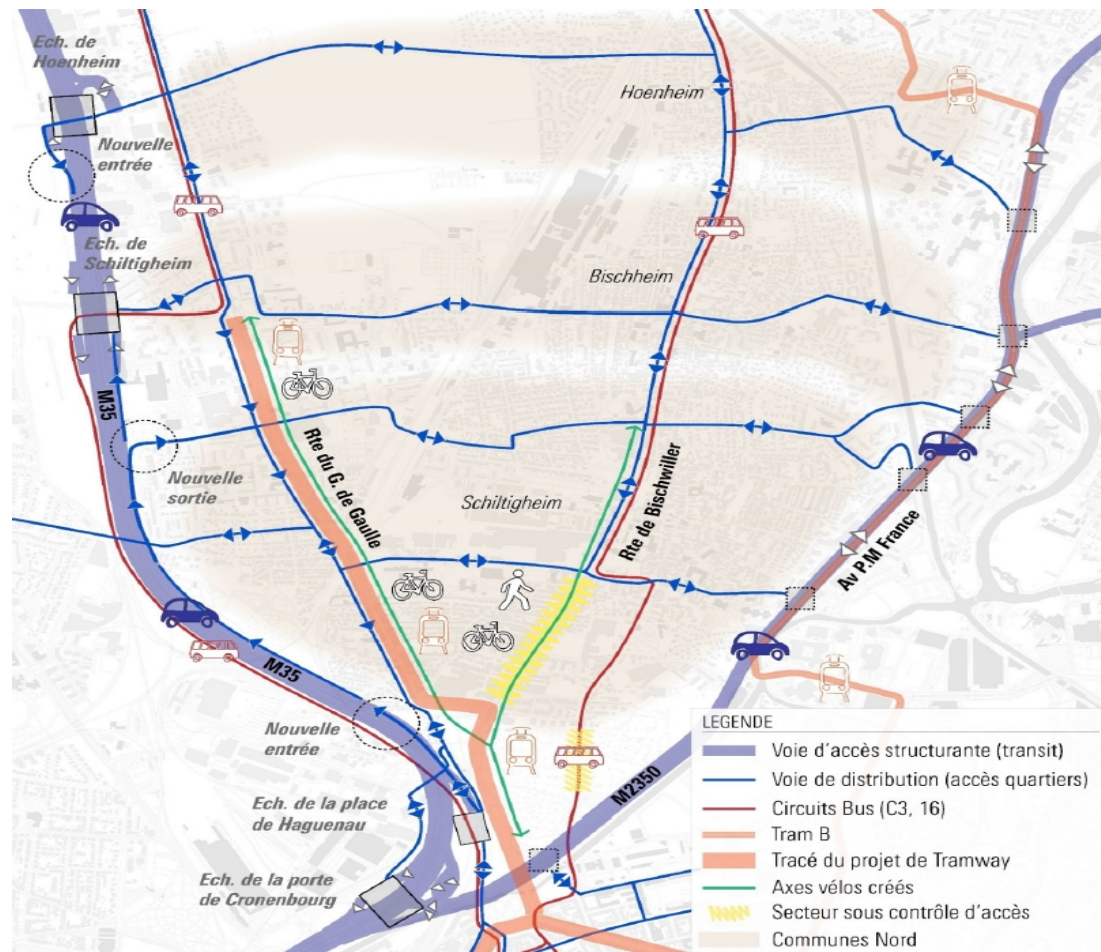 Ech. de
Hoenheim
Hoenheim
Nouvelle
entrée
Ech. de
Schiltigheim
Bischheim
M35
Nouvelle
sortie
Rte du G. de Gaulle
Schiltigheim
Rte de Bischwiller
Av P.M France
M35
Nouvelle
entrée
M2350
Ech. de la place
de Haguenau
Ech. de la porte
de Cronenbourg
LEGENDE
Voie d'accès structurante (transit)
Voie de distribution (accès quartiers)
Circuits Bus (C3, 16)
Tram B
Tracé du projet de Tramway
Axes vélos créés
Secteur sous contrôle d'accès
Communes Nord